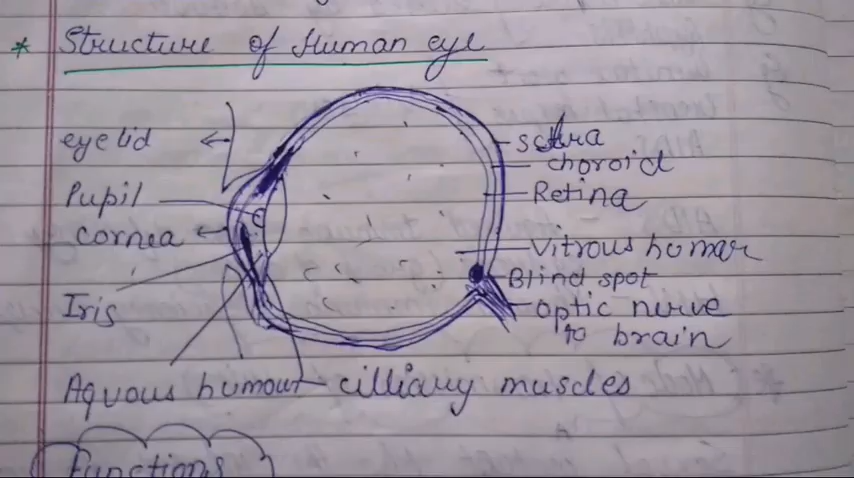 * Structure of Human eye
eyelid
Pupil
cornea
Iris
Aquous humour
sclera
choroid
Retina
Vitrous humar
Blind spot
optic nerve
to brain
cilliary muscles
Functions